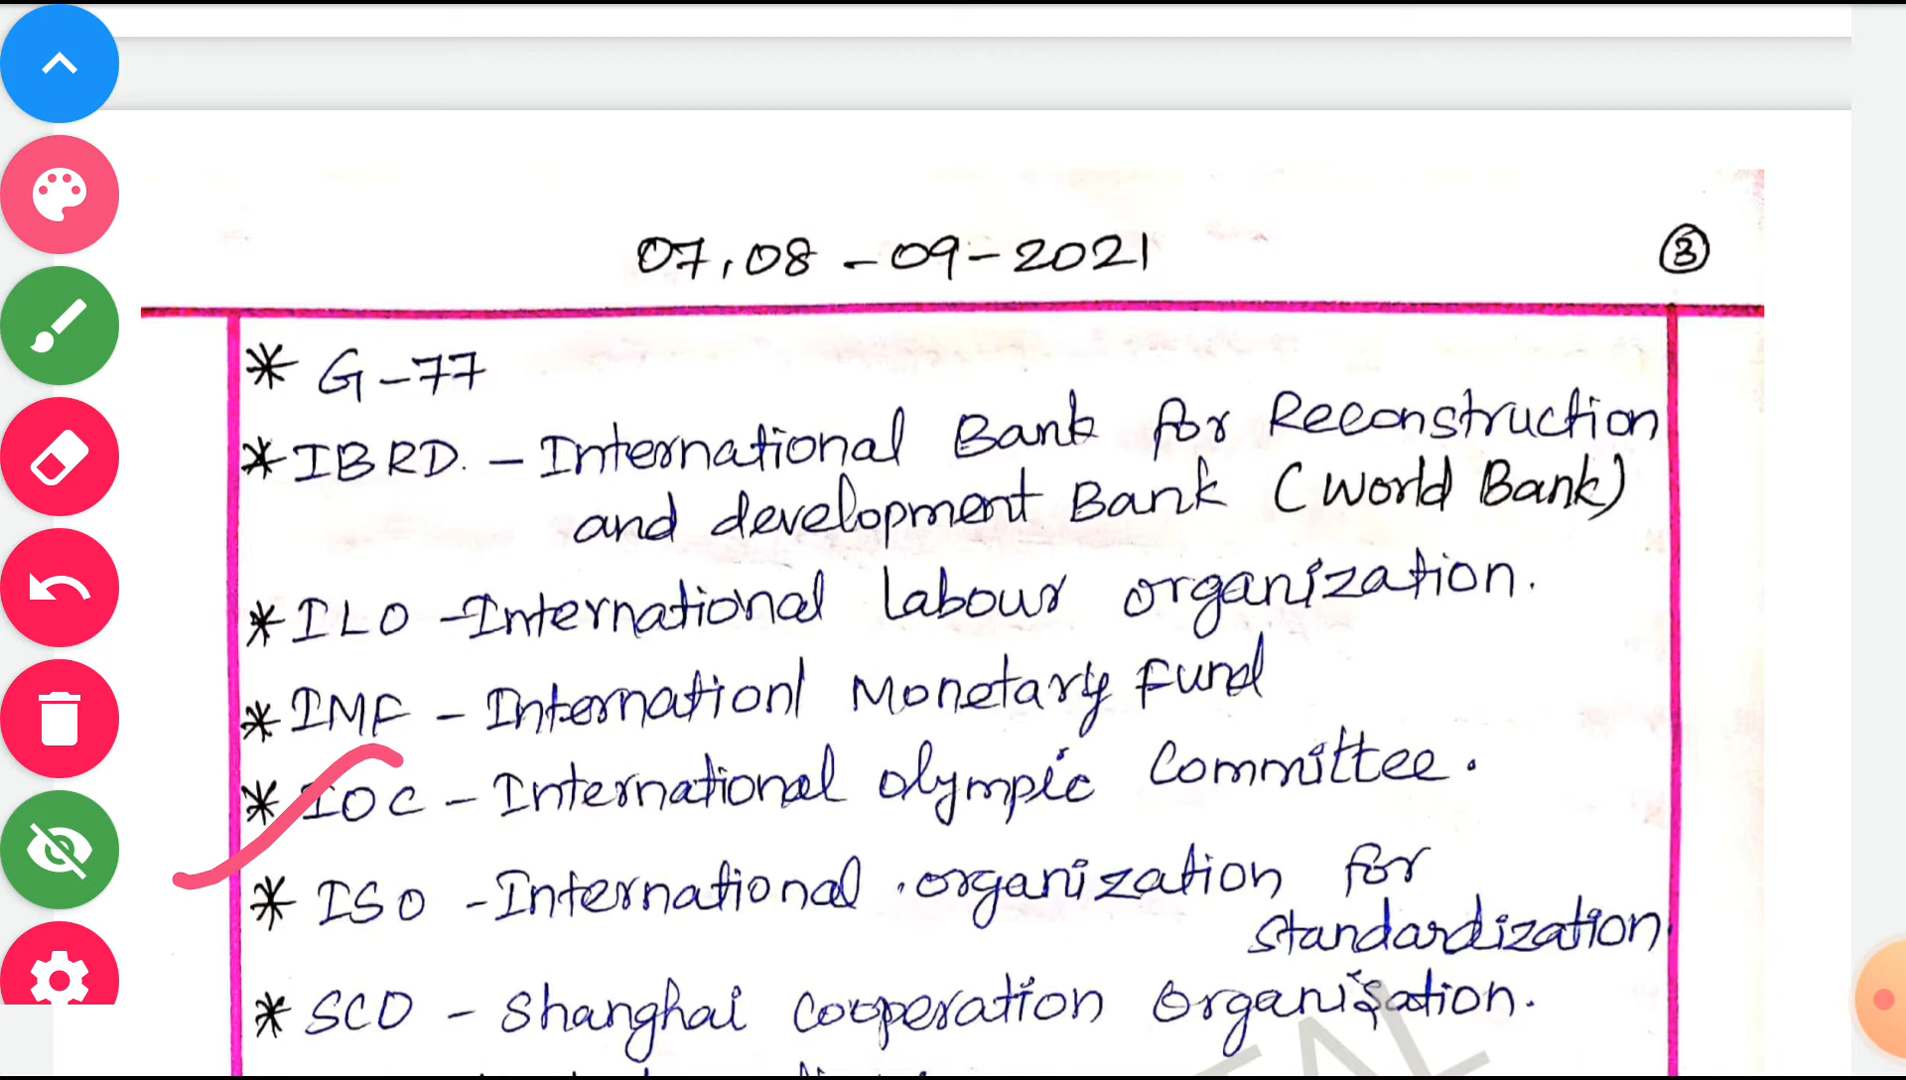 07,08-09-2021
3
* G-77
* IBRD. - International Bank for Reconstruction
and development Bank (World Bank)
* ILO - International Labour organization.
* IMF - Internationl Monetary Fund
* IOC - International olympic Committee.
* ISO - International organization for
standardization
* SCO - Shanghai Cooperation Organisation.